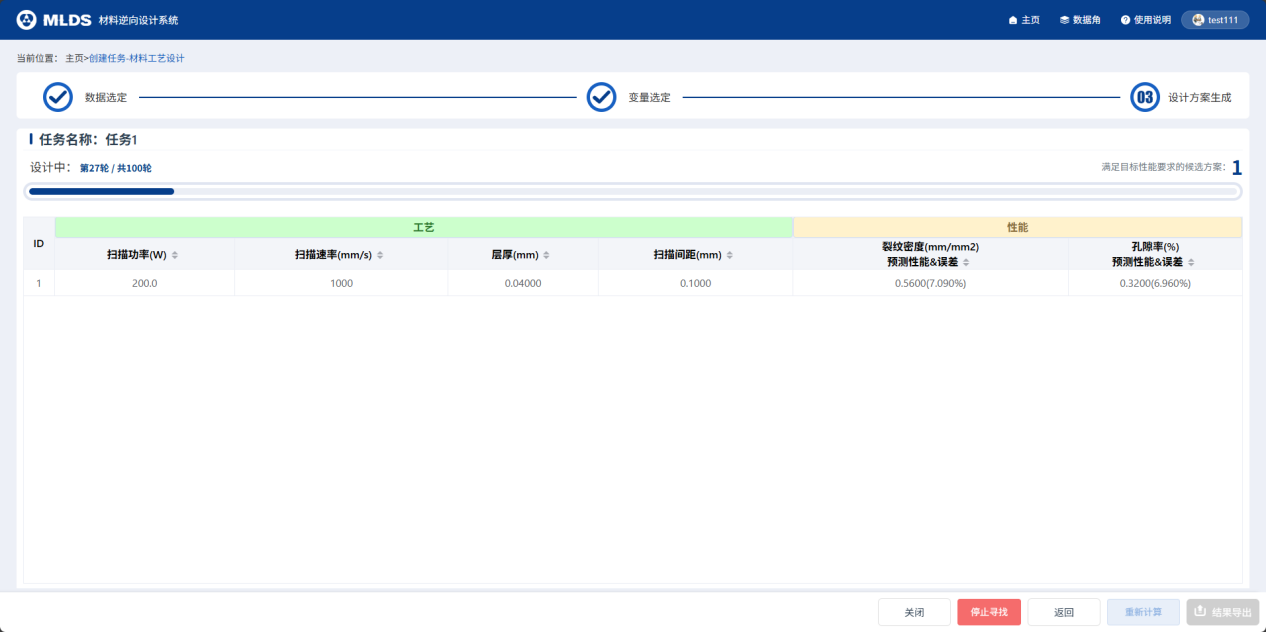 MLDS 材料逆向设计系统 主页 数据角 使用说明 test111
当前位置： 主页>创建任务-材料工艺设计
数据选定 变量选定 03 设计方案生成
任务名称：任务1
设计中： 第27轮 / 共100轮 满足目标性能要求的候选方案： 1
ID 工艺 性能
扫描功率(W) 扫描速率(mm/s) 层厚(mm) 扫描间距(mm) 裂纹密度(mm/mm2) 孔隙率(%)
预测性能&误差 预测性能&误差
1 200.0 1000 0.04000 0.1000 0.5600(7.090%) 0.3200(6.960%)
关闭 停止寻找 返回 重新计算 结果导出